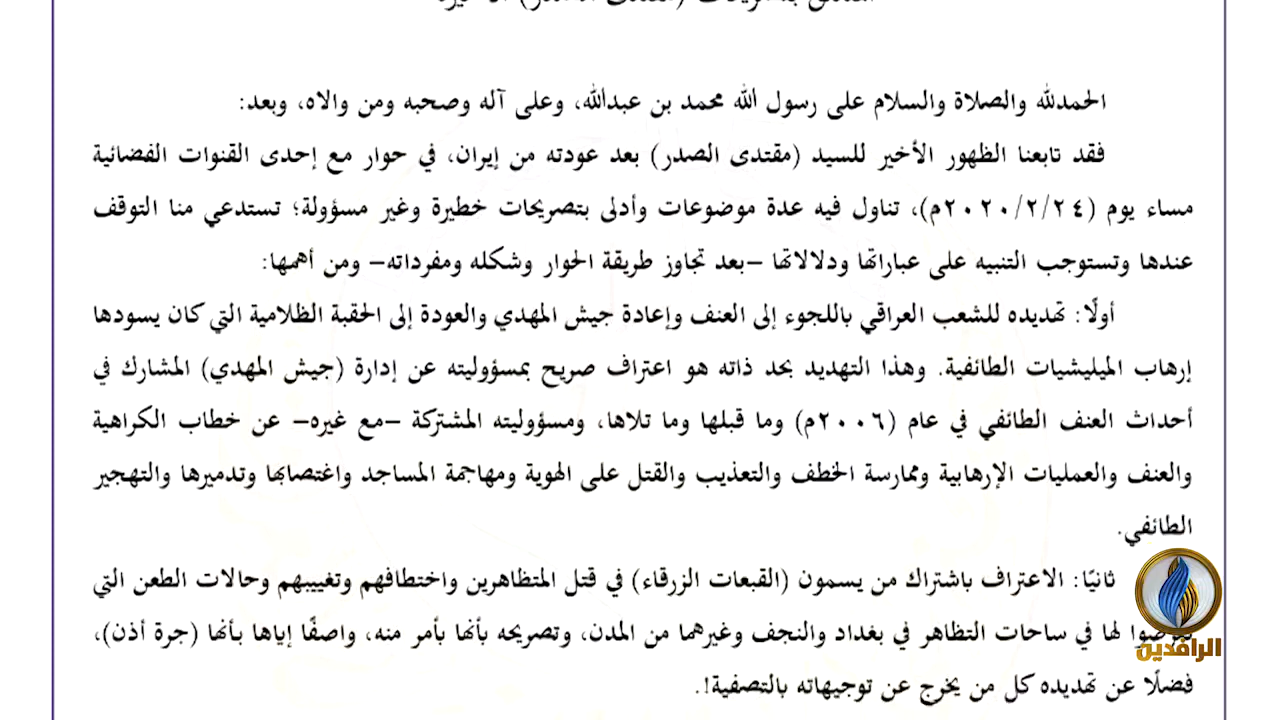 الحمدلله والصلاة والسلام على رسول الله محمد بن عبدالله، وعلى آله وصحبه ومن والاه، وبعد:
فقد تابعنا الظهور الأخير للسيد (مقتدى الصدر) بعد عودته من إيران، في حوار مع إحدى القنوات الفضائية
مساء يوم (٢٠٢٠/٢/٢٤م)، تناول فيه عدة موضوعات وأدلى بتصريحات خطيرة وغير مسؤولة؛ تستدعي منا التوقف
عندها وتستوجب التنبيه على عباراتها ودلالاتها –بعد تجاوز طريقة الحوار وشكله ومفرداته– ومن أهمها:
أولًا: تهديده للشعب العراقي باللجوء إلى العنف وإعادة جيش المهدي والعودة إلى الحقبة الظلامية التي كان يسودها
إرهاب الميليشيات الطائفية. وهذا التهديد بحد ذاته هو اعتراف صريح بمسؤوليته عن إدارة (جيش المهدي) المشارك في
أحداث العنف الطائفي في عام (٢٠٠٦م) وما قبلها وما تلاها، ومسؤوليته المشتركة –مع غيره– عن خطاب الكراهية
والعنف والعمليات الإرهابية وممارسة الخطف والتعذيب والقتل على الهوية ومهاجمة المساجد واغتصابها وتدميرها والتهجير
الطائفي.
ثانيًا: الاعتراف باشتراك من يسمون (القبعات الزرقاء) في قتل المتظاهرين واختطافهم وتغييبهم وحالات الطعن التي
لها في ساحات التظاهر في بغداد والنجف وغيرهما من المدن، وتصريحه بأنها بأمر منه، واصفًا إياها بأنها (جرة أذن)،
فضلًا عن تهديده كل من يخرج عن توجيهاته بالتصفية!.
الرافدين